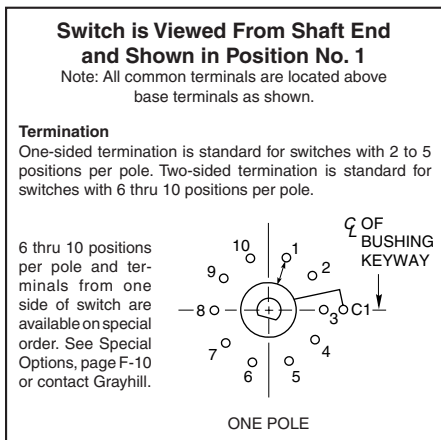 Switch is Viewed From Shaft End
and Shown in Position No. 1
Note: All common terminals are located above
base terminals as shown.
Termination
One-sided termination is standard for switches with 2 to 5
positions per pole. Two-sided termination is standard for
switches with 6 thru 10 positions per pole.
6 thru 10 positions
per pole and ter-
minals from one
side of switch are
available on special
order. See Special
Options, page F-10
or contact Grayhill.
℄ OF
BUSHING
KEYWAY
10
1
9
2
8
3
C1
7
4
6
5
ONE POLE